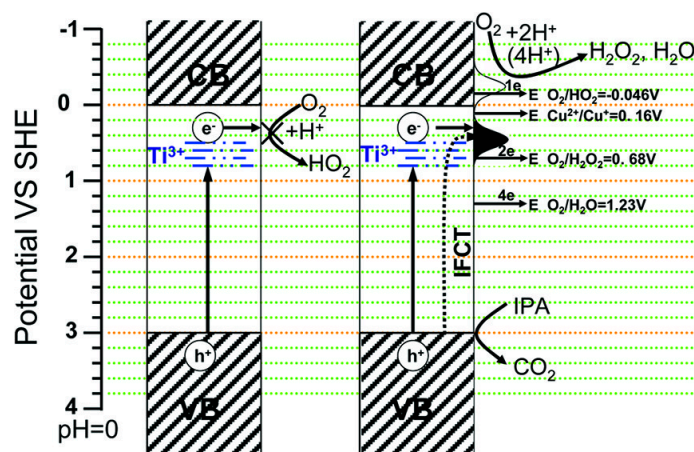 Potential VS SHE
-1
0
1
2
3
4
pH=0
CB
e-
Ti3+
O2
+H+
HO2
h+
VB
CB
e-
Ti3+
IFCT
h+
VB
O2 +2H+
(4H+)
H2O2, H2O
1e
E O2/HO2=-0.046V
E Cu2+/Cu+=0. 16V
2e
E O2/H2O2=0. 68V
4e
E O2/H2O=1.23V
IPA
CO2